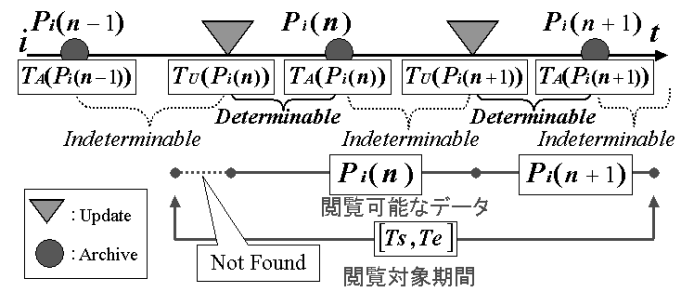 Pi(n−1) Pi(n) Pi(n+1)
i t
TA(Pi(n−1)) TU(Pi(n)) TA(Pi(n)) TU(Pi(n+1)) TA(Pi(n+1))
Determinable Determinable
Indeterminable Indeterminable Indeterminable
Pi(n) Pi(n+1)
閲覧可能なデータ
: Update
[Ts,Te]
: Archive
Not Found
閲覧対象期間